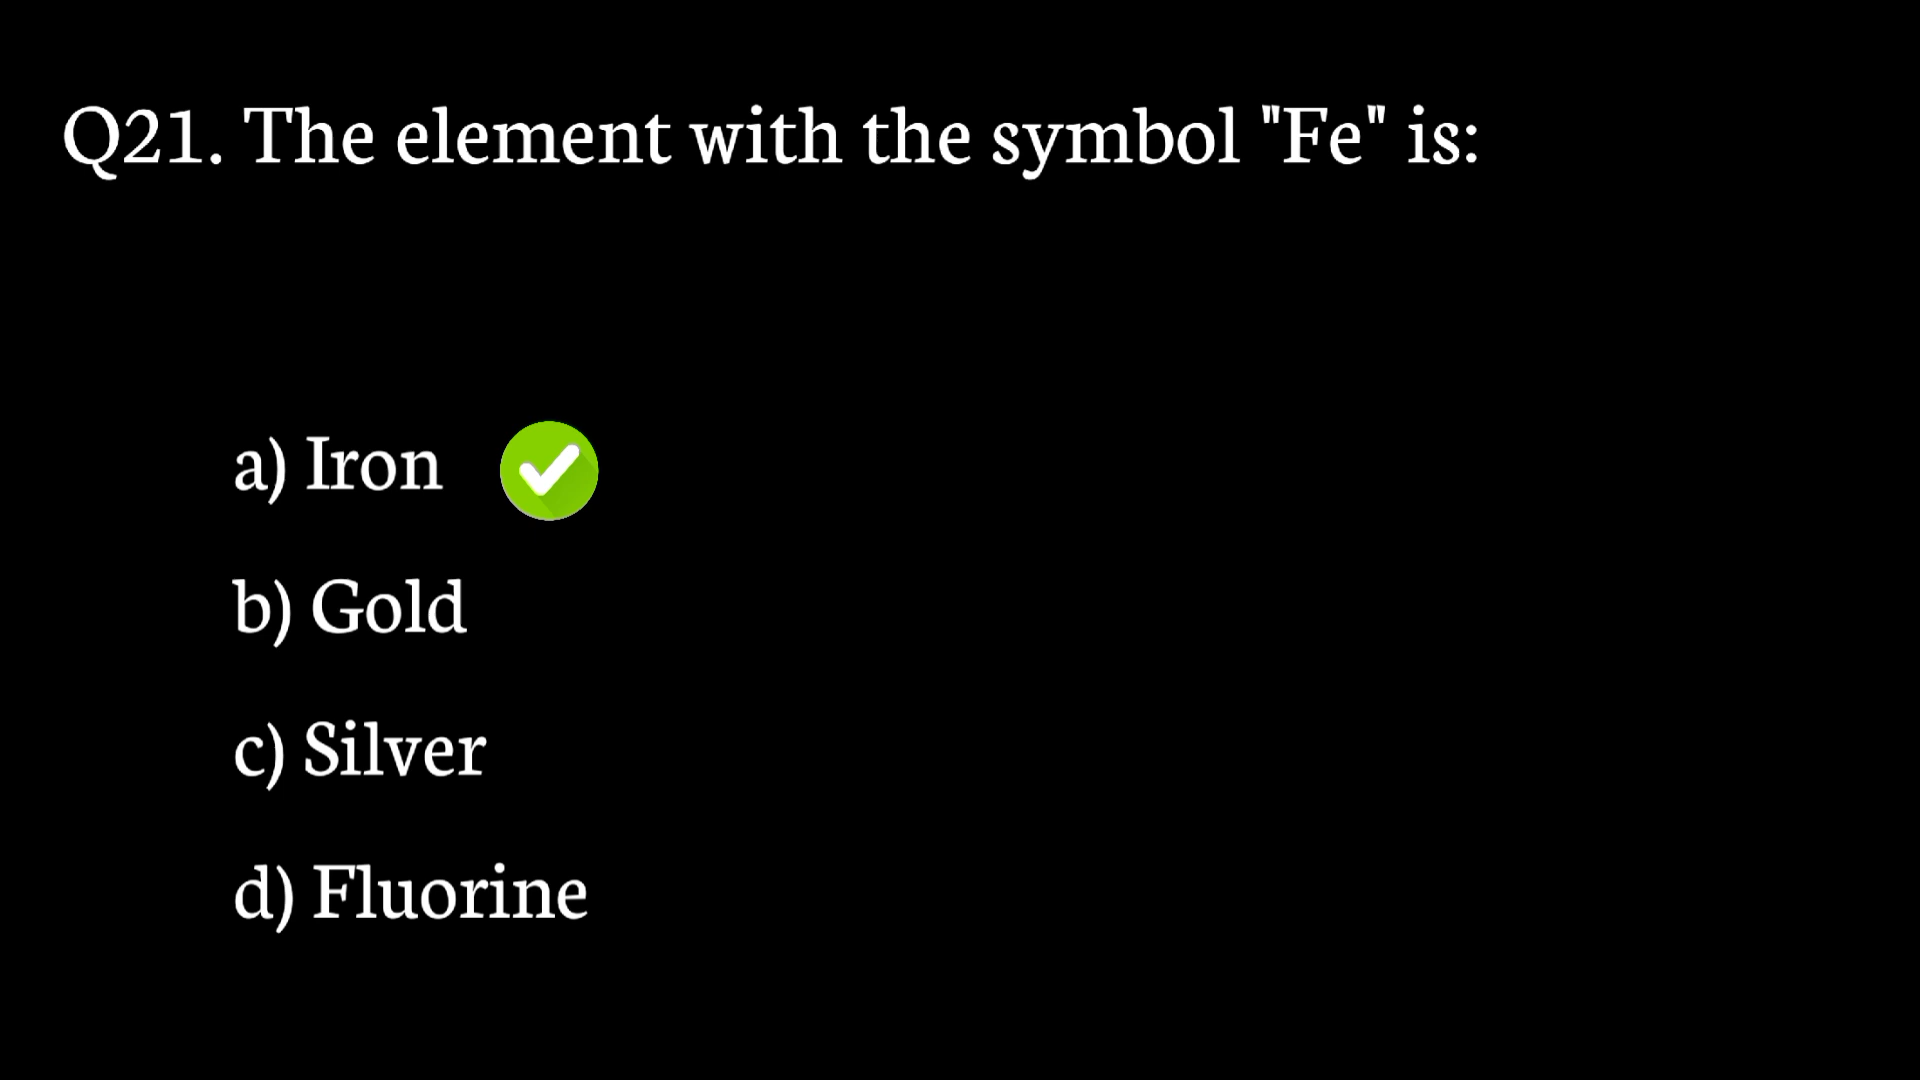 Q21. The element with the symbol "Fe" is:
a) Iron
b) Gold
c) Silver
d) Fluorine